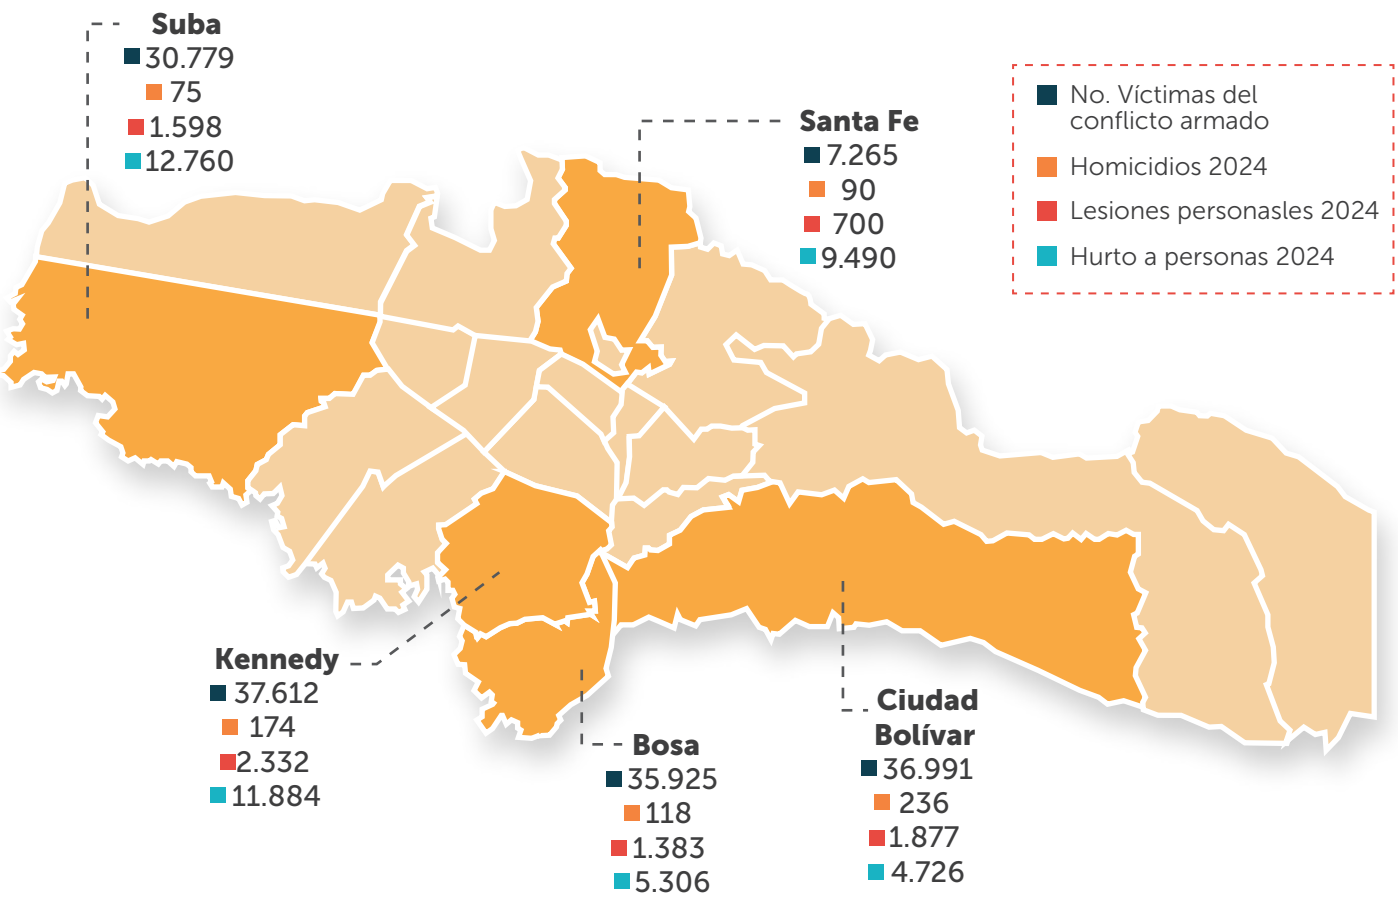 Suba
30.779
75
1.598
12.760
Santa Fe
7.265
90
700
9.490
No. Víctimas del
conflicto armado
Homicidios 2024
Lesiones personasles 2024
Hurto a personas 2024
Kennedy
37.612
174
2.332
11.884
Bosa
35.925
118
1.383
5.306
Ciudad
Bolívar
36.991
236
1.877
4.726